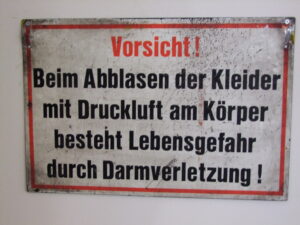 Vorsicht!
Beim Abblasen der Kleider
mit Druckluft am Körper
besteht Lebensgefahr
durch Darmverletzung!